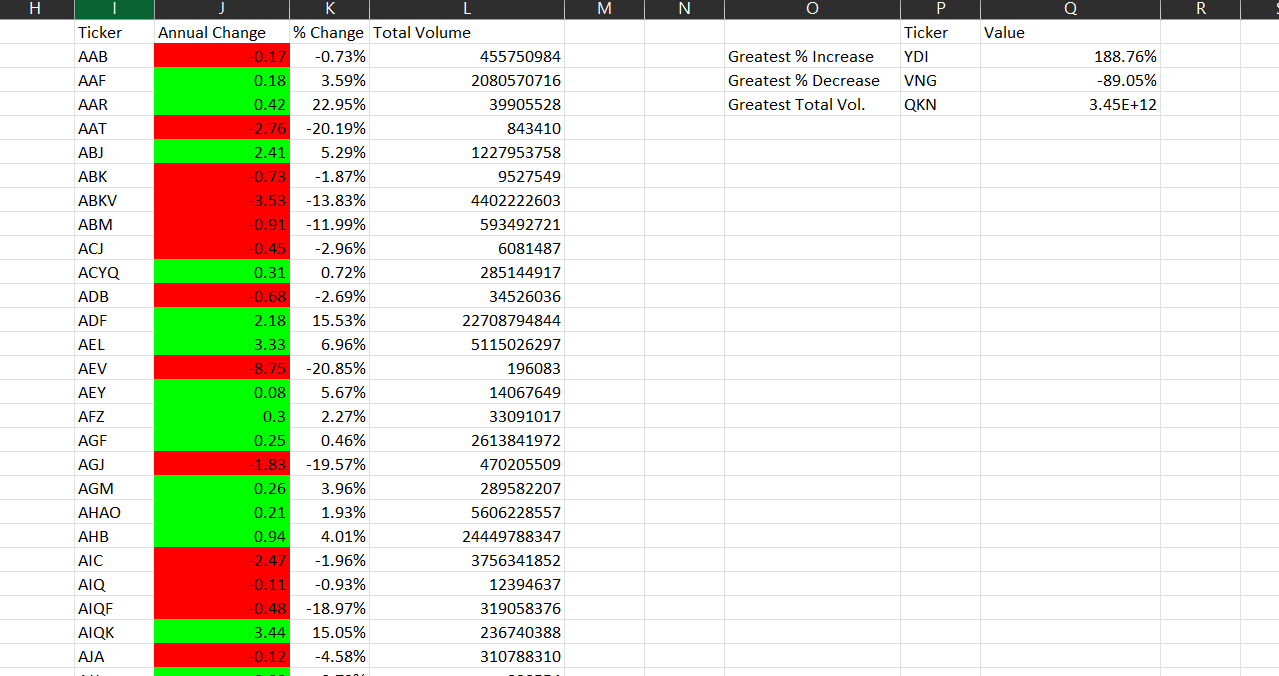 H I J K L M N O P Q R
Ticker Annual Change % Change Total Volume Ticker Value
AAB -0.17 -0.73% 455750984 Greatest % Increase YDI 188.76%
AAF 0.18 3.59% 2080570716 Greatest % Decrease VNG -89.05%
AAR 0.42 22.95% 39905528 Greatest Total Vol. QKN 3.45E+12
AAT -2.76 -20.19% 843410
ABJ 2.41 5.29% 1227953758
ABK -0.73 -1.87% 9527549
ABKV -3.53 -13.83% 4402222603
ABM -0.91 -11.99% 593492721
ACJ -0.45 -2.96% 6081487
ACYQ 0.31 0.72% 285144917
ADB -0.68 -2.69% 34526036
ADF 2.18 15.53% 22708794844
AEL 3.33 6.96% 5115026297
AEV -8.75 -20.85% 196083
AEY 0.08 5.67% 14067649
AFZ 0.3 2.27% 33091017
AGF 0.25 0.46% 2613841972
AGJ -1.83 -19.57% 470205509
AGM 0.26 3.96% 289582207
AHAO 0.21 1.93% 5606228557
AHB 0.94 4.01% 24449788347
AIC -2.47 -1.96% 3756341852
AIQ -0.11 -0.93% 12394637
AIQF -0.48 -18.97% 319058376
AIQK 3.44 15.05% 236740388
AJA -0.12 -4.58% 310788310